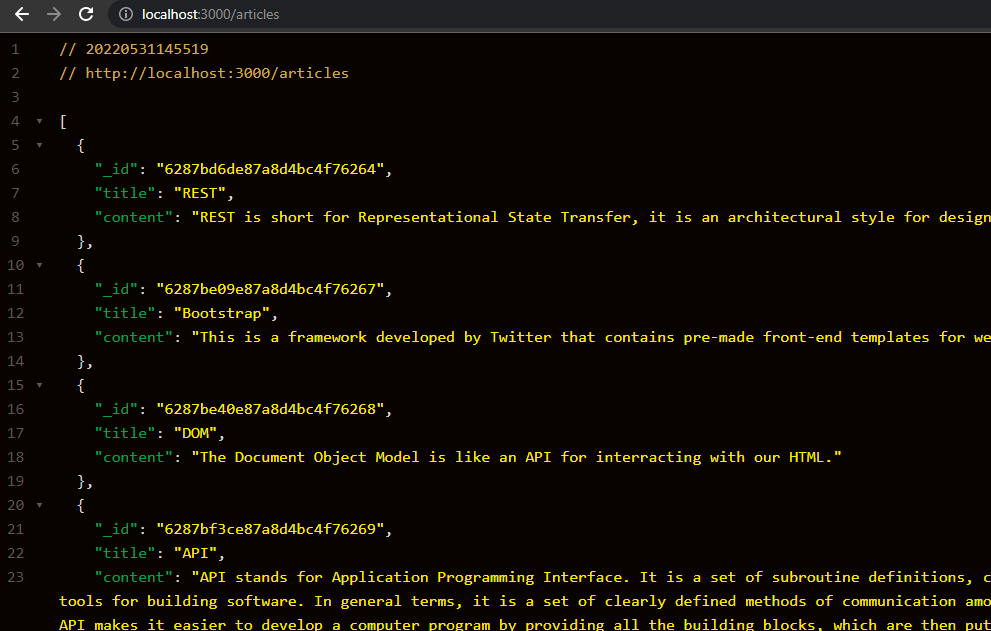 localhost:3000/articles
1 // 20220531145519
2 // http://localhost:3000/articles
3
4 [
5 {
6 "_id": "6287bd6de87a8d4bc4f76264",
7 "title": "REST",
8 "content": "REST is short for Representational State Transfer, it is an architectural style for design
9 },
10 {
11 "_id": "6287be09e87a8d4bc4f76267",
12 "title": "Bootstrap",
13 "content": "This is a framework developed by Twitter that contains pre-made front-end templates for we
14 },
15 {
16 "_id": "6287be40e87a8d4bc4f76268",
17 "title": "DOM",
18 "content": "The Document Object Model is like an API for interracting with our HTML."
19 },
20 {
21 "_id": "6287bf3ce87a8d4bc4f76269",
22 "title": "API",
23 "content": "API stands for Application Programming Interface. It is a set of subroutine definitions, c
tools for building software. In general terms, it is a set of clearly defined methods of communication amo
API makes it easier to develop a computer program by providing all the building blocks, which are then put